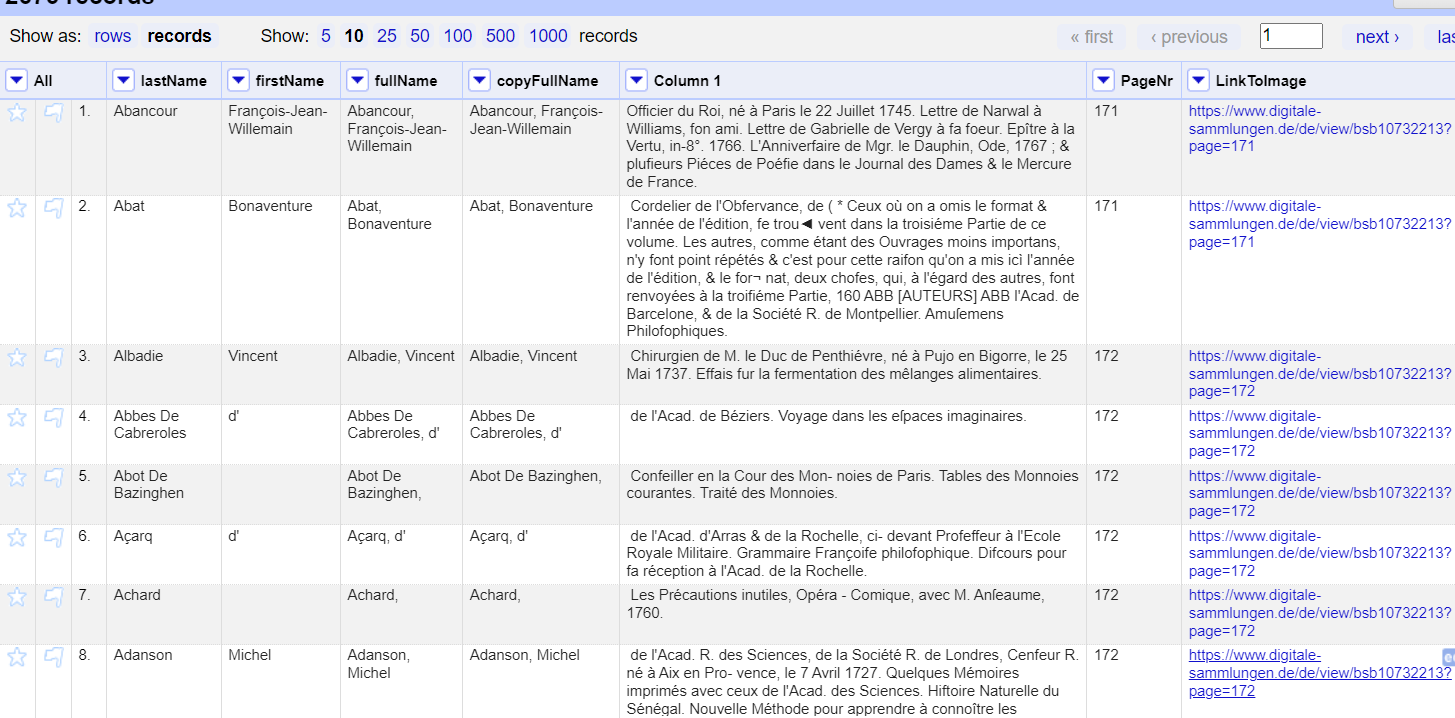 Show as: rows records Show: 5 10 25 50 100 500 1000 records « first ‹ previous 1 next ›
All lastName firstName fullName copyFullName Column 1 PageNr LinkToImage
1. Abancour François-Jean- Abancour, Abancour, François- Officier du Roi, né à Paris le 22 Juillet 1745. Lettre de Narwal à 171 https://www.digitale-
Willemain François-Jean- Jean-Willemain Williams, fon ami. Lettre de Gabrielle de Vergy à fa foeur. Epître à la sammlungen.de/de/view/bsb10732213?
Willemain Vertu, in-8°. 1766. L'Anniverfaire de Mgr. le Dauphin, Ode, 1767 ; & page=171
plufieurs Piéces de Poéfie dans le Journal des Dames & le Mercure
de France.
2. Abat Bonaventure Abat, Abat, Bonaventure Cordelier de l'Obfervance, de ( * Ceux où on a omis le format & 171 https://www.digitale-
Bonaventure l'année de l'édition, fe trou◄ vent dans la troisiéme Partie de ce sammlungen.de/de/view/bsb10732213?
volume. Les autres, comme étant des Ouvrages moins importans, page=171
n'y font point répétés & c'est pour cette raifon qu'on a mis icì l'année
de l'édition, & le for¬ nat, deux chofes, qui, à l'égard des autres, font
renvoyées à la troifiéme Partie, 160 ABB [AUTEURS] ABB l'Acad. de
Barcelone, & de la Société R. de Montpellier. Amuſemens
Philofophiques.
3. Albadie Vincent Albadie, Vincent Albadie, Vincent Chirurgien de M. le Duc de Penthiévre, né à Pujo en Bigorre, le 25 172 https://www.digitale-
Mai 1737. Effais fur la fermentation des mêlanges alimentaires. sammlungen.de/de/view/bsb10732213?
page=172
4. Abbes De d' Abbes De Abbes De de l'Acad. de Béziers. Voyage dans les eſpaces imaginaires. 172 https://www.digitale-
Cabreroles Cabreroles, d' Cabreroles, d' sammlungen.de/de/view/bsb10732213?
page=172
5. Abot De Abot De Abot De Bazinghen, Confeiller en la Cour des Mon- noies de Paris. Tables des Monnoies 172 https://www.digitale-
Bazinghen Bazinghen, courantes. Traité des Monnoies. sammlungen.de/de/view/bsb10732213?
page=172
6. Açarq d' Açarq, d' Açarq, d' de l'Acad. d'Arras & de la Rochelle, ci- devant Profeffeur à l'Ecole 172 https://www.digitale-
Royale Militaire. Grammaire Françoife philofophique. Difcours pour sammlungen.de/de/view/bsb10732213?
fa réception à l'Acad. de la Rochelle. page=172
7. Achard Achard, Achard, Les Précautions inutiles, Opéra - Comique, avec M. Anſeaume, 172 https://www.digitale-
1760. sammlungen.de/de/view/bsb10732213?
page=172
8. Adanson Michel Adanson, Adanson, Michel de l'Acad. R. des Sciences, de la Société R. de Londres, Cenfeur R. 172 https://www.digitale-
Michel né à Aix en Pro- vence, le 7 Avril 1727. Quelques Mémoires sammlungen.de/de/view/bsb10732213?
imprimés avec ceux de l'Acad. des Sciences. Hiftoire Naturelle du page=172
Sénégal. Nouvelle Méthode pour apprendre à connoître les